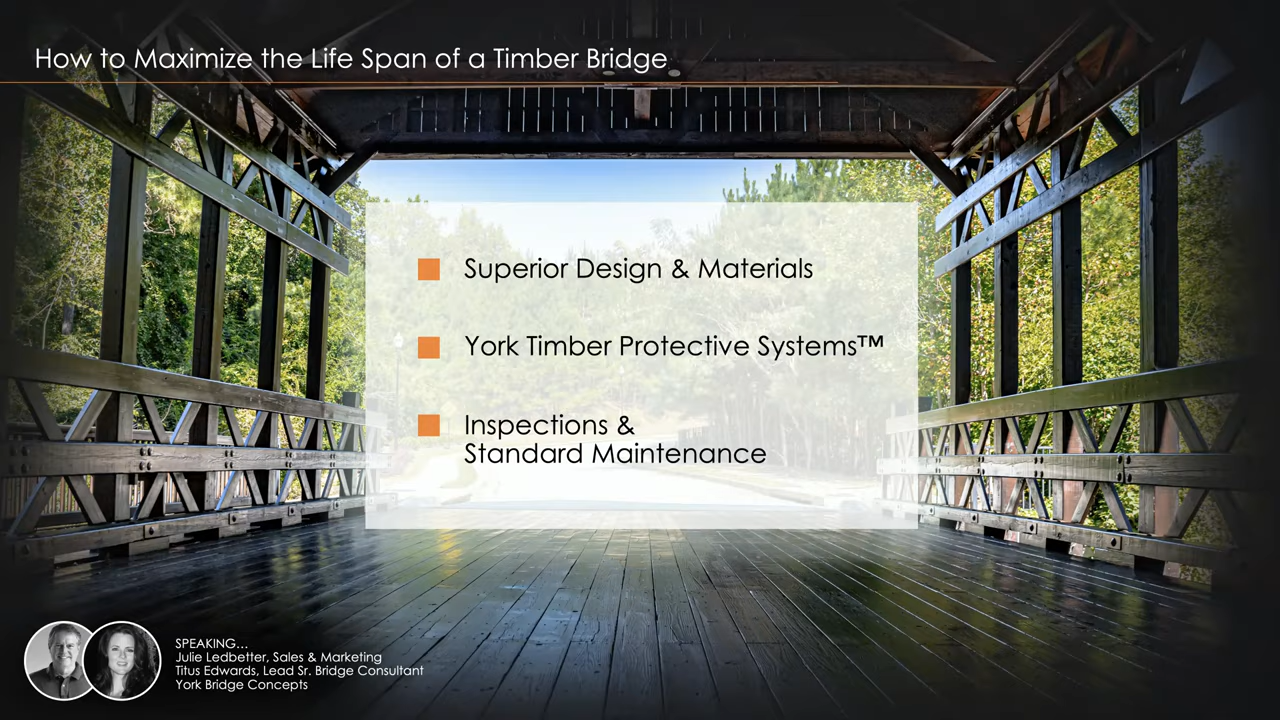 How to Maximize the Life Span of a Timber Bridge
Superior Design & Materials
York Timber Protective Systems™
Inspections &
Standard Maintenance
SPEAKING...
Julie Ledbetter, Sales & Marketing
Titus Edwards, Lead Sr. Bridge Consultant
York Bridge Concepts